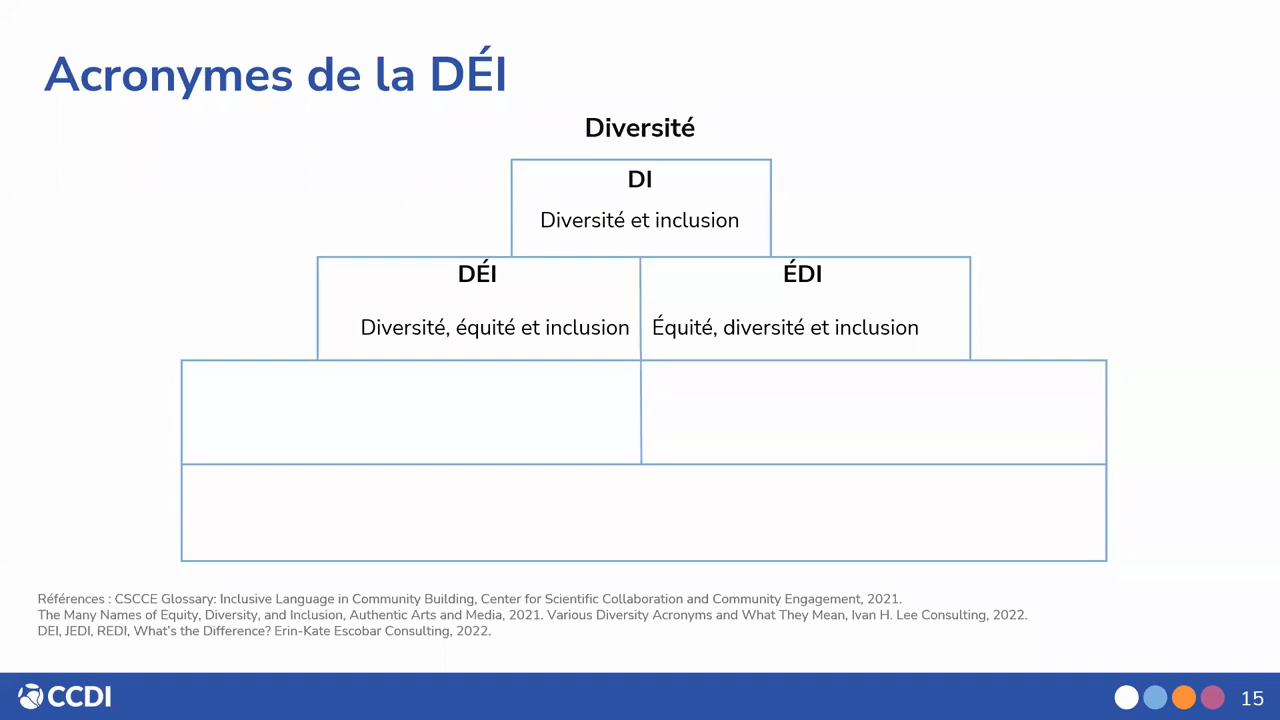 Acronymes de la DÉI
Diversité
DI
Diversité et inclusion
DÉI
Diversité, équité et inclusion
ÉDI
Équité, diversité et inclusion
Références : CSCCE Glossary: Inclusive Language in Community Building, Center for Scientific Collaboration and Community Engagement, 2021.
The Many Names of Equity, Diversity, and Inclusion, Authentic Arts and Media, 2021. Various Diversity Acronyms and What They Mean, Ivan H. Lee Consulting, 2022.
DEI, JEDI, REDI, What's the Difference? Erin-Kate Escobar Consulting, 2022.
CCDI
15